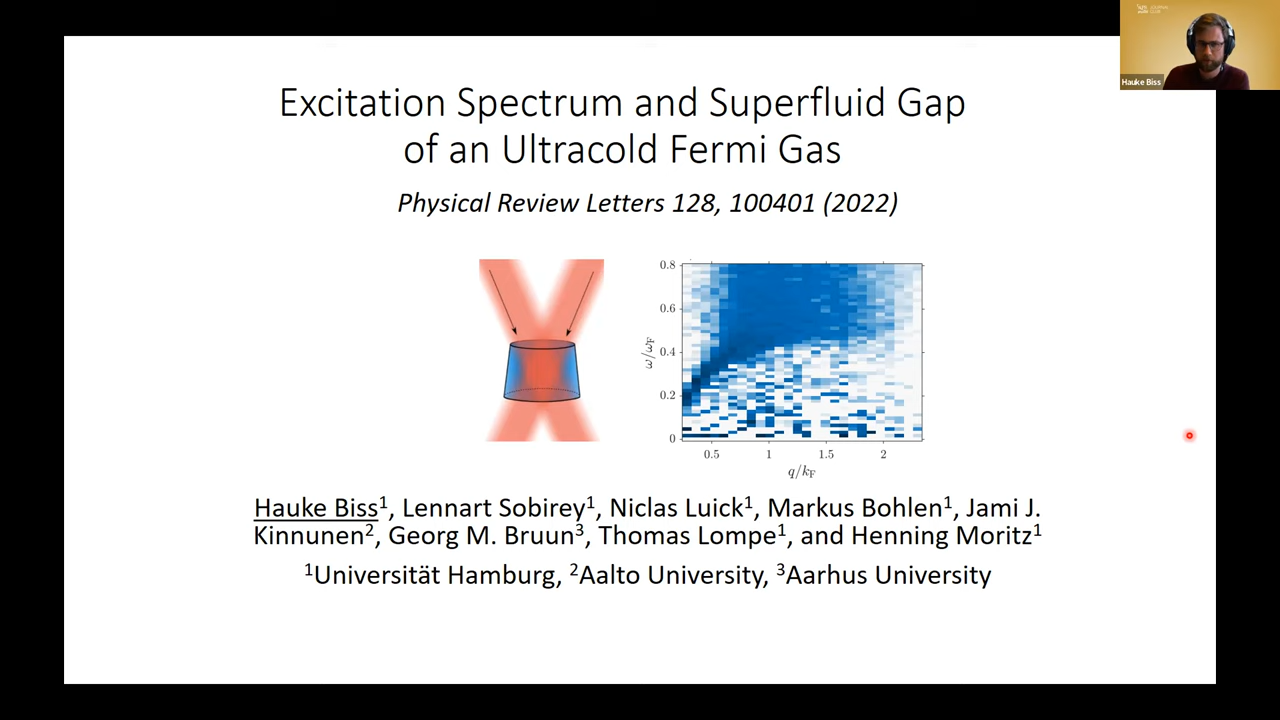 Excitation Spectrum and Superfluid Gap
of an Ultracold Fermi Gas
Physical Review Letters 128, 100401 (2022)
Hauke Biss
0.8
0.6
0.4
0.2
0
ω/ω_F
0.5 1 1.5 2
q/k_F
Hauke Biss¹, Lennart Sobirey¹, Niclas Luick¹, Markus Bohlen¹, Jami J.
Kinnunen², Georg M. Bruun³, Thomas Lompe¹, and Henning Moritz¹
¹Universität Hamburg, ²Aalto University, ³Aarhus University